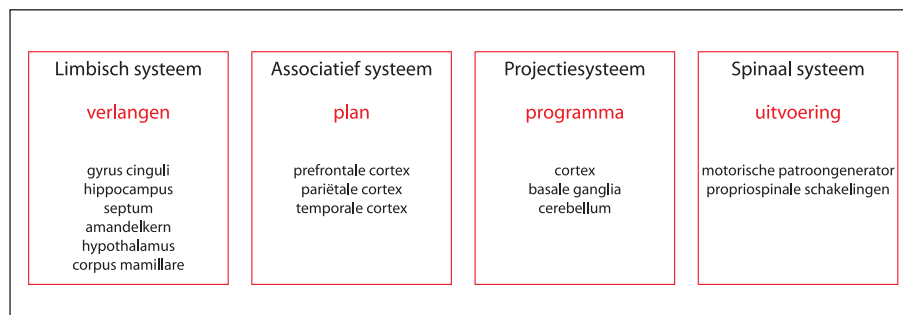 Limbisch systeem
verlangen
gyrus cinguli
hippocampus
septum
amandelkern
hypothalamus
corpus mamillare
Associatief systeem
plan
prefrontale cortex
pariëtale cortex
temporale cortex
Projectiesysteem
programma
cortex
basale ganglia
cerebellum
Spinaal systeem
uitvoering
motorische patroongenerator
propriospinale schakelingen